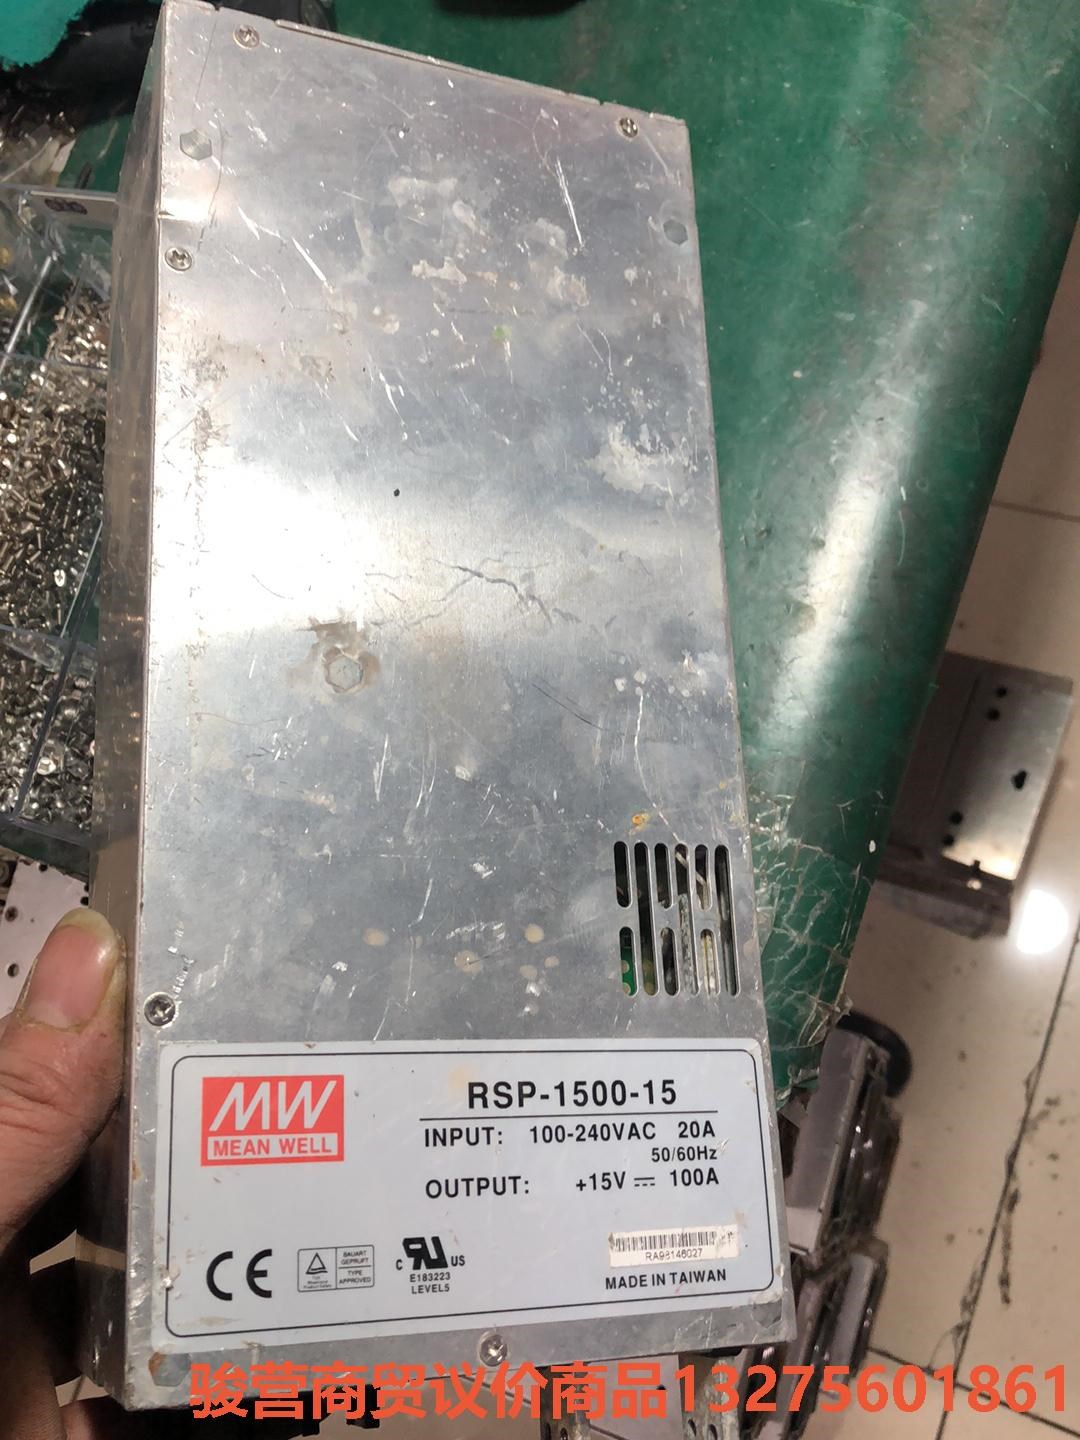 MW
MEAN WELL
RSP-1500-15
INPUT: 100-240VAC 20A
50/60Hz
OUTPUT: +15V 100A
CE
BAUART
GEPRUFT
TYPE
APPROVED
c RU US
E183223
LEVEL5
RA98146027
MADE IN TAIWAN
骏营商贸议价商品13275601861